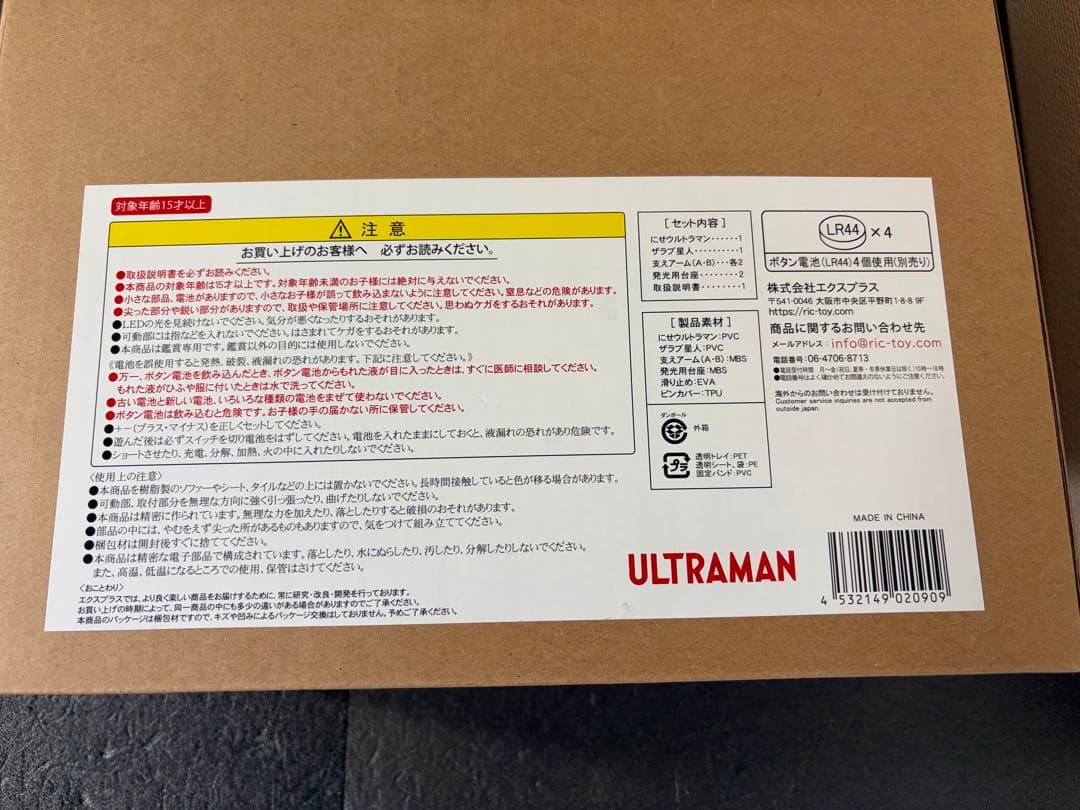 対象年齢15才以上
注意
お買い上げのお客様へ 必ずお読みください。
●取扱説明書を必ずお読みください。
●本商品の対象年齢は15才以上です。対象年齢未満のお子様には絶対に与えないでください。
●小さな部品、電池がありますので、小さなお子様が誤って飲み込まないように注意してください。窒息などの危険があります。
●尖った部分や鋭い部分がありますので、取扱や保管場所に注意してください。思わぬケガをするおそれがあります。
●LEDの光を見続けないでください。気分が悪くなったりするおそれがあります。
●可動部には指などを入れないでください。はさまれてケガをするおそれがあります。
●本商品は鑑賞専用です。鑑賞以外の目的には使用しないでください。
《電池を誤使用すると発熱、破裂、液漏れの恐れがあります。下記に注意してください。》
●万一、ボタン電池を飲み込んだとき、ボタン電池からもれた液が目に入ったときは、すぐに医師に相談してください。
もれた液がひふや服に付いたときは水で洗ってください。
●古い電池と新しい電池、いろいろな種類の電池をまぜて使わないでください。
●ボタン電池は飲み込むと危険です。お子様の手の届かない所に保管してください。
●+-(プラス・マイナス)を正しくセットしてください。
●遊んだ後は必ずスイッチを切り電池をはずしてください。電池を入れたままにしておくと、液漏れの恐れがあり危険です。
●ショートさせたり、充電、分解、加熱、火の中に入れたりしないでください。
〈使用上の注意〉
●本商品を樹脂製のソファーやシート、タイルなどの上には置かないでください。長時間接触していると色が移る場合があります。
●可動部、取付部分を無理な方向に強く引っ張ったり、曲げたりしないでください。
●本商品は精密に作られています。無理な力を加えたり、落としたりすると破損のおそれがあります。
●部品の中には、やむをえず尖った所があるものもありますので、気をつけて組み立ててください。
●梱包材は開封後すぐに捨ててください。
●本商品は精密な電子部品で構成されています。落としたり、水にぬらしたり、汚したり、分解したりしないでください。
また、高温、低温になるところでの使用、保管はさけてください。
〈おことわり〉
エクスプラスでは、より良く楽しい商品をお届けするために、常に研究・改良・開発を行っております。
お買い上げの時期によって、同一商品の中にも多少の違いがある場合がありますのでご了承ください。
本商品のパッケージは梱包材ですので、キズや凹みによるパッケージ交換はしておりません。予めご了承ください。
[セット内容]
にせウルトラマン・・・・・・1
ザラブ星人・・・・・・・・・1
支えアーム(A・B)・・・各2
発光用台座・・・・・・・・2
取扱説明書・・・・・・・・1
[製品素材]
にせウルトラマン:PVC
ザラブ星人:PVC
支えアーム(A・B):MBS
発光用台座:MBS
滑り止め:EVA
ピンカバー:TPU
ダンボール
外箱
プラ
透明トレイ:PET
透明シート、袋:PE
固定バンド:PVC
LR44 ×4
ボタン電池(LR44)4個使用(別売り)
株式会社エクスプラス
〒541-0046 大阪市中央区平野町1-8-8 9F
https://ric-toy.com
商品に関するお問い合わせ先
メールアドレス:info@ric-toy.com
電話番号:06-4706-8713
●電話受付時間 月〜金(祝日、夏季・冬季休業日は除く)10時〜18時
●電話番号はよく確かめてお間違えのないようにご注意ください。
海外からのお問い合わせは受け付けておりません。
Customer service inquiries are not accepted from
outside japan.
MADE IN CHINA
ULTRAMAN
4 532149 020909